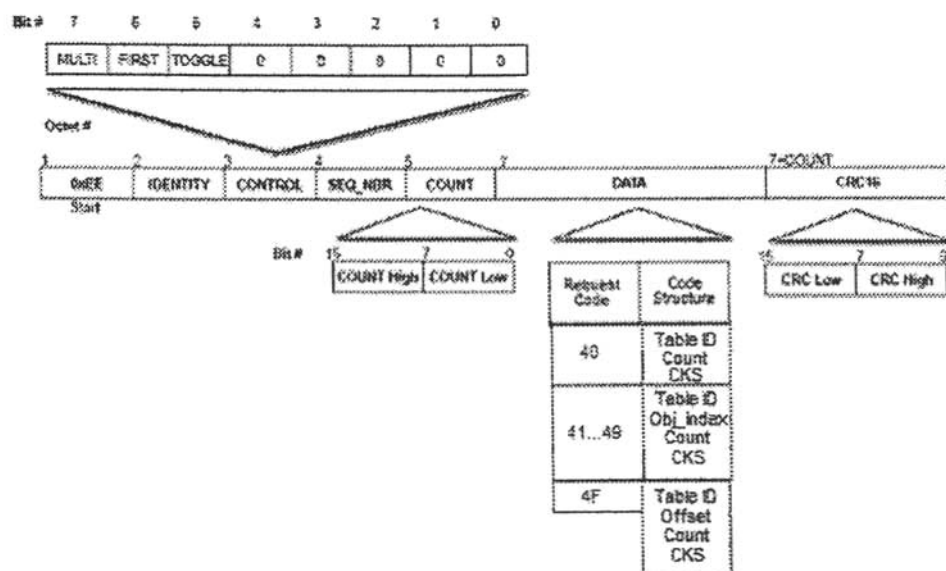 Bit # 7 6 5 4 3 2 1 0
MULTI FIRST TOGGLE 0 0 0 0 0
Octet #
1 2 3 4 5 7 7+COUNT
0xEE IDENTITY CONTROL SEQ_NBR COUNT DATA CRC16
Start
Bit # 15 7 0 15 7 0
COUNT High COUNT Low CRC Low CRC High
Request Code Code Structure
40 Table ID
Count
CKS
41...49 Table ID
Obj_index
Count
CKS
4F Table ID
Offset
Count
CKS